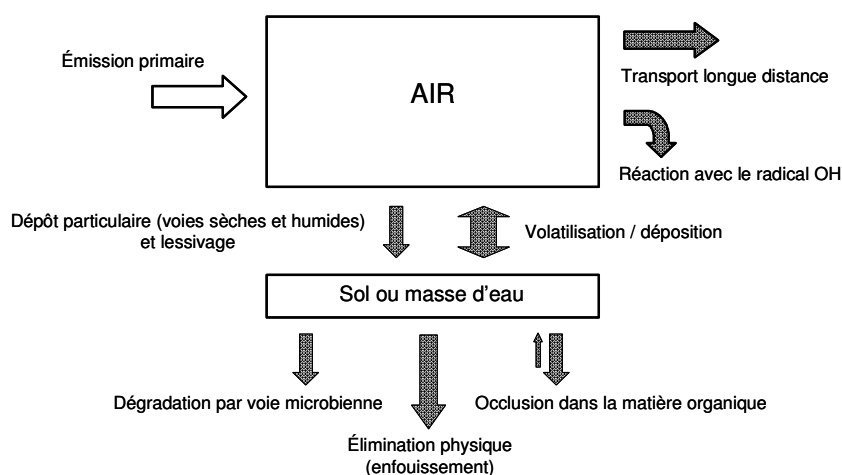 Émission primaire
AIR
Transport longue distance
Réaction avec le radical OH
Dépôt particulaire (voies sèches et humides)
et lessivage
Volatilisation / déposition
Sol ou masse d'eau
Dégradation par voie microbienne
Occlusion dans la matière organique
Élimination physique
(enfouissement)